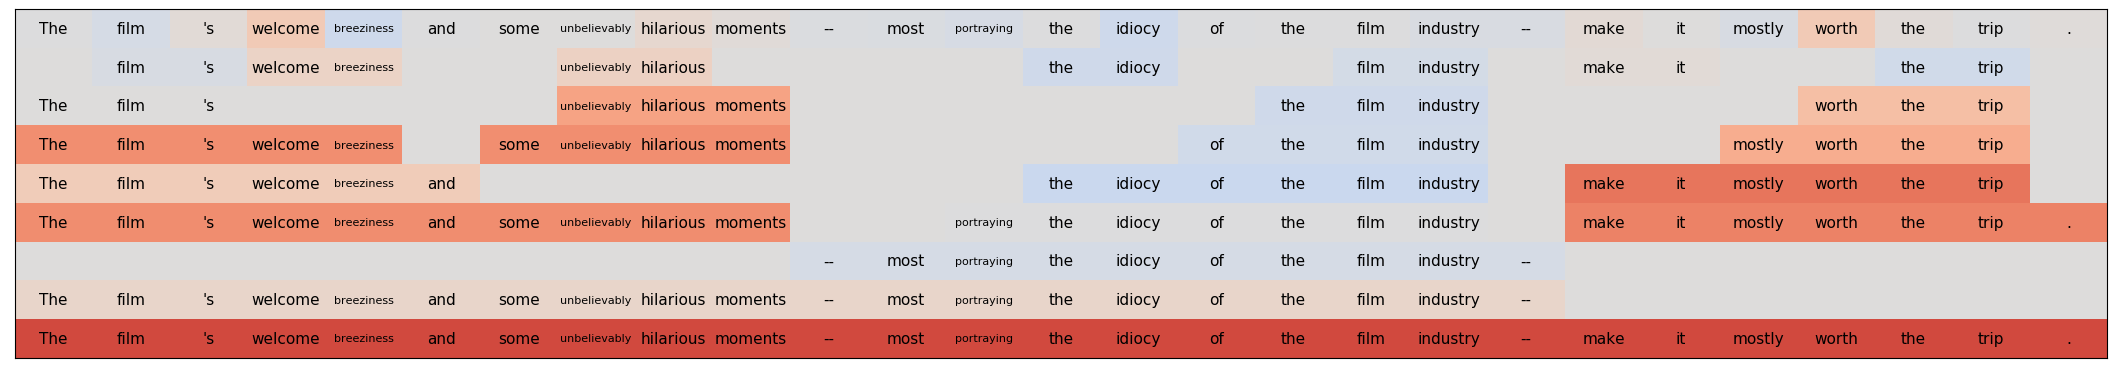 The film 's welcome breeziness and some unbelievably hilarious moments -- most portraying the idiocy of the film industry -- make it mostly worth the trip .
film 's welcome breeziness unbelievably hilarious the idiocy film industry make it the trip
The film 's unbelievably hilarious moments the film industry worth the trip
The film 's welcome breeziness some unbelievably hilarious moments of the film industry mostly worth the trip
The film 's welcome breeziness and the idiocy of the film industry make it mostly worth the trip
The film 's welcome breeziness and some unbelievably hilarious moments portraying the idiocy of the film industry make it mostly worth the trip .
-- most portraying the idiocy of the film industry --
The film 's welcome breeziness and some unbelievably hilarious moments -- most portraying the idiocy of the film industry --
The film 's welcome breeziness and some unbelievably hilarious moments -- most portraying the idiocy of the film industry -- make it mostly worth the trip .